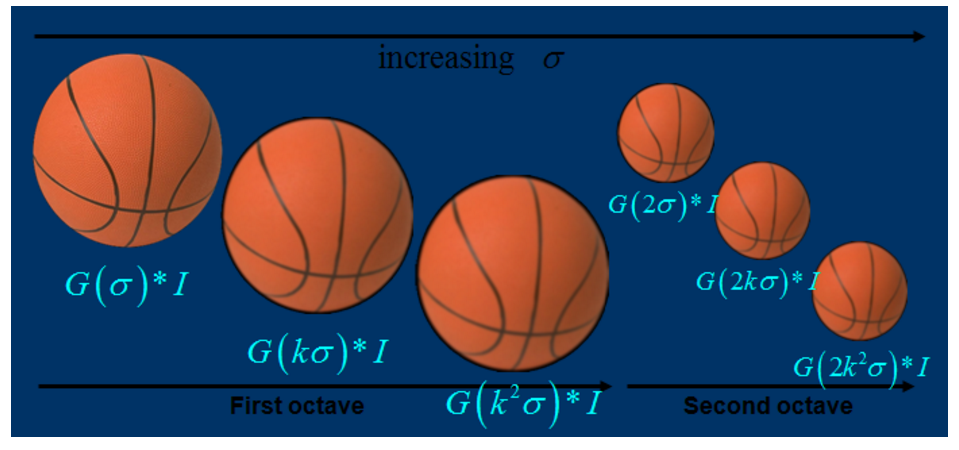 increasing σ
G(σ)*I
G(kσ)*I
G(k²σ)*I
G(2σ)*I
G(2kσ)*I
G(2k²σ)*I
First octave
Second octave